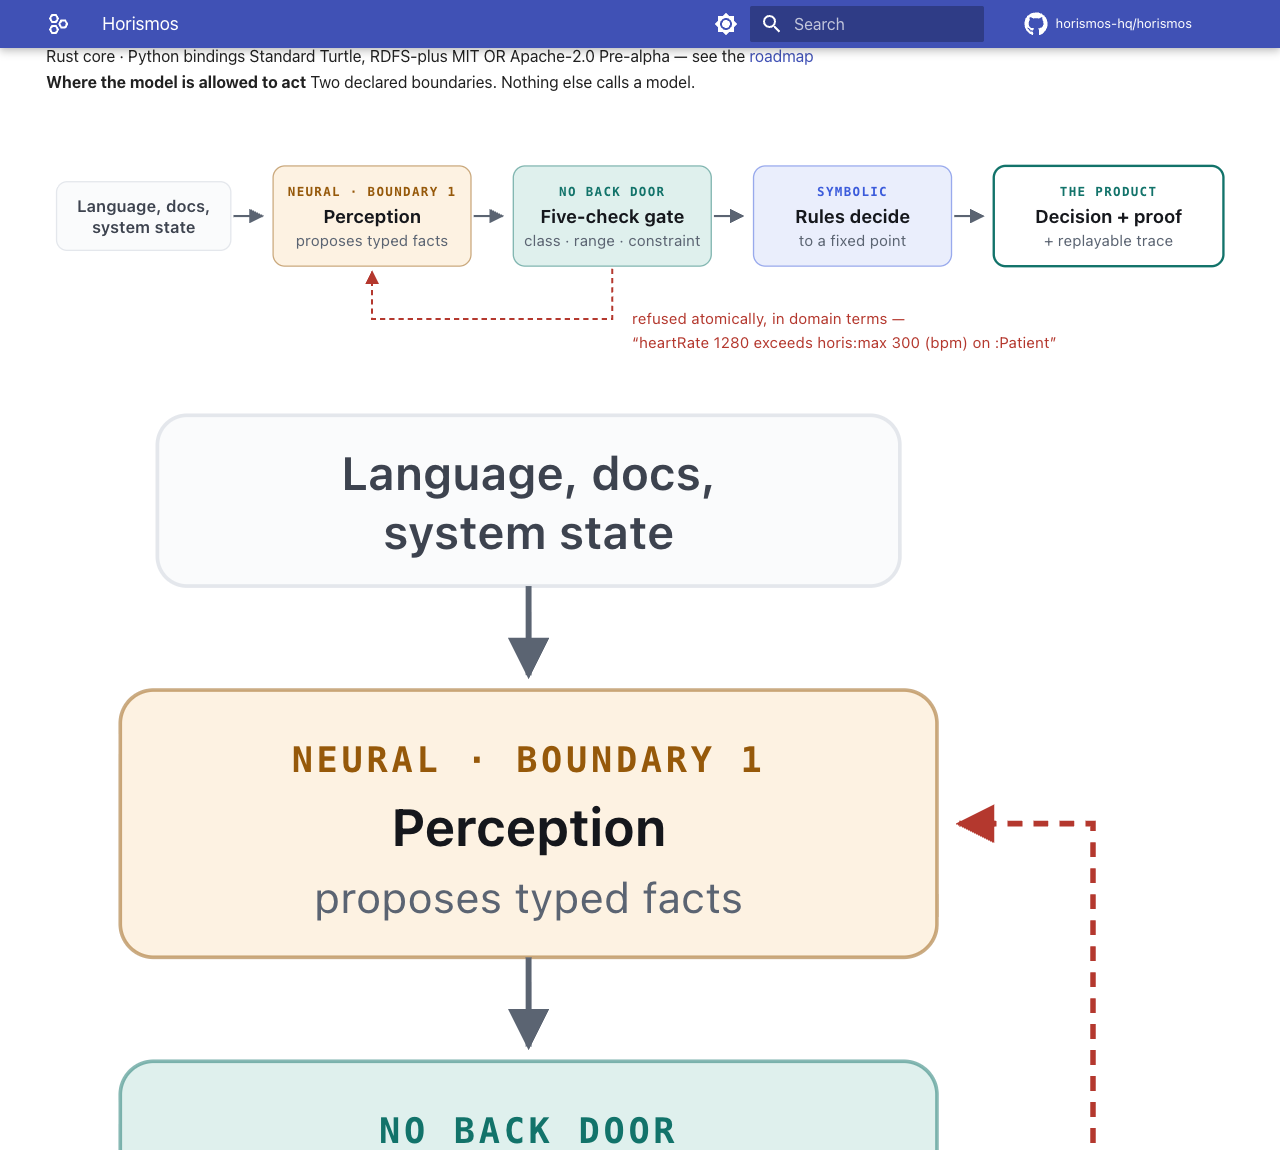 Horismos
Search
horismos-hq/horismos
Rust core · Python bindings Standard Turtle, RDFS-plus MIT OR Apache-2.0 Pre-alpha — see the roadmap
Where the model is allowed to act Two declared boundaries. Nothing else calls a model.
Language, docs,
system state
NEURAL · BOUNDARY 1
Perception
proposes typed facts
NO BACK DOOR
Five-check gate
class · range · constraint
SYMBOLIC
Rules decide
to a fixed point
THE PRODUCT
Decision + proof
+ replayable trace
refused atomically, in domain terms —
“heartRate 1280 exceeds horis:max 300 (bpm) on :Patient”
Language, docs,
system state
NEURAL · BOUNDARY 1
Perception
proposes typed facts
NO BACK DOOR